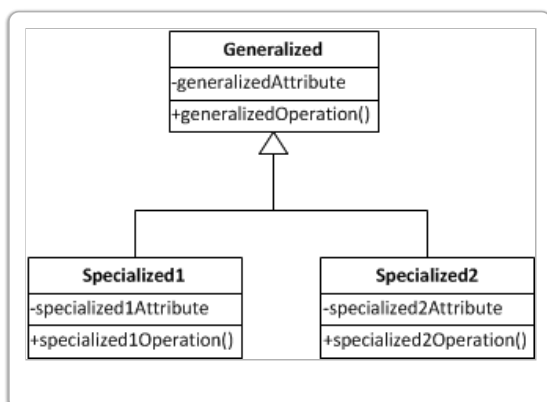 Generalized
-generalizedAttribute
+generalizedOperation()
Specialized1
-specialized1Attribute
+specialized1Operation()
Specialized2
-specialized2Attribute
+specialized2Operation()